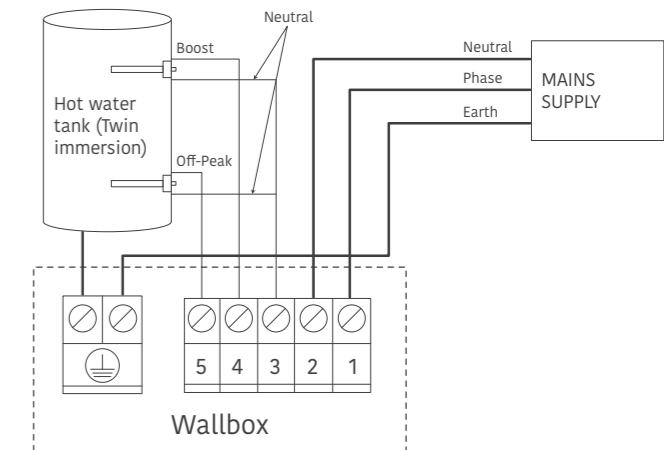 Neutral
Boost
Neutral
Phase
MAINS
SUPPLY
Earth
Hot water
tank (Twin
immersion)
Off-Peak
5 4 3 2 1
Wallbox